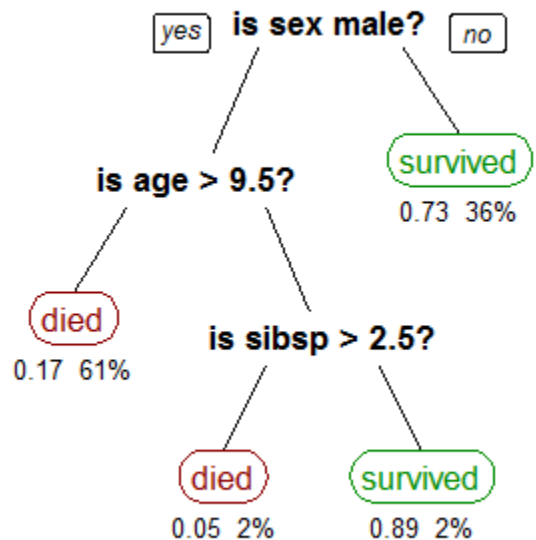 yes is sex male? no
is age > 9.5?
survived
0.73 36%
died
0.17 61%
is sibsp > 2.5?
died
0.05 2%
survived
0.89 2%